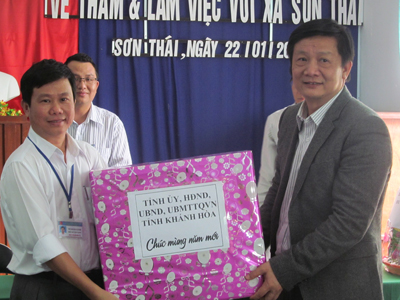 VỀ THĂM & LÀM VIỆC VỚI XÃ SƠN THÁI
SƠN THÁI, NGÀY 22/01/20
TỈNH ỦY, HĐND,
UBND, UBMTTQVN
TỈNH KHÁNH HÒA
Chúc mừng năm mới